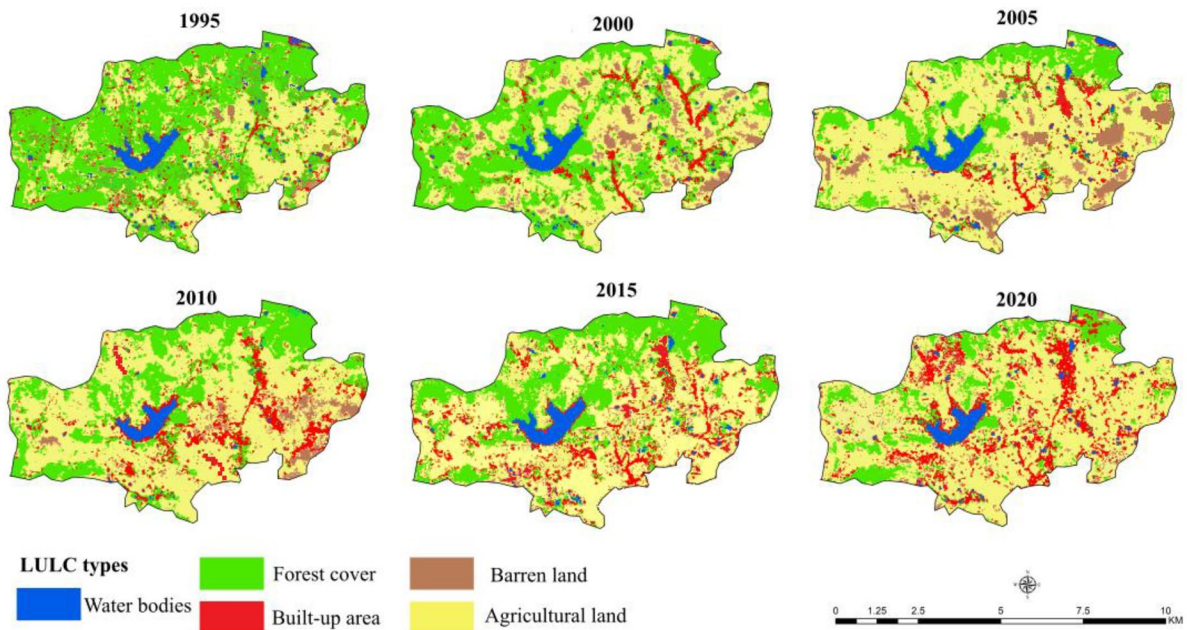 1995
2000
2005
2010
2015
2020
LULC types
Water bodies
Forest cover
Built-up area
Barren land
Agricultural land
0 1.25 2.5 5 7.5 10
KM